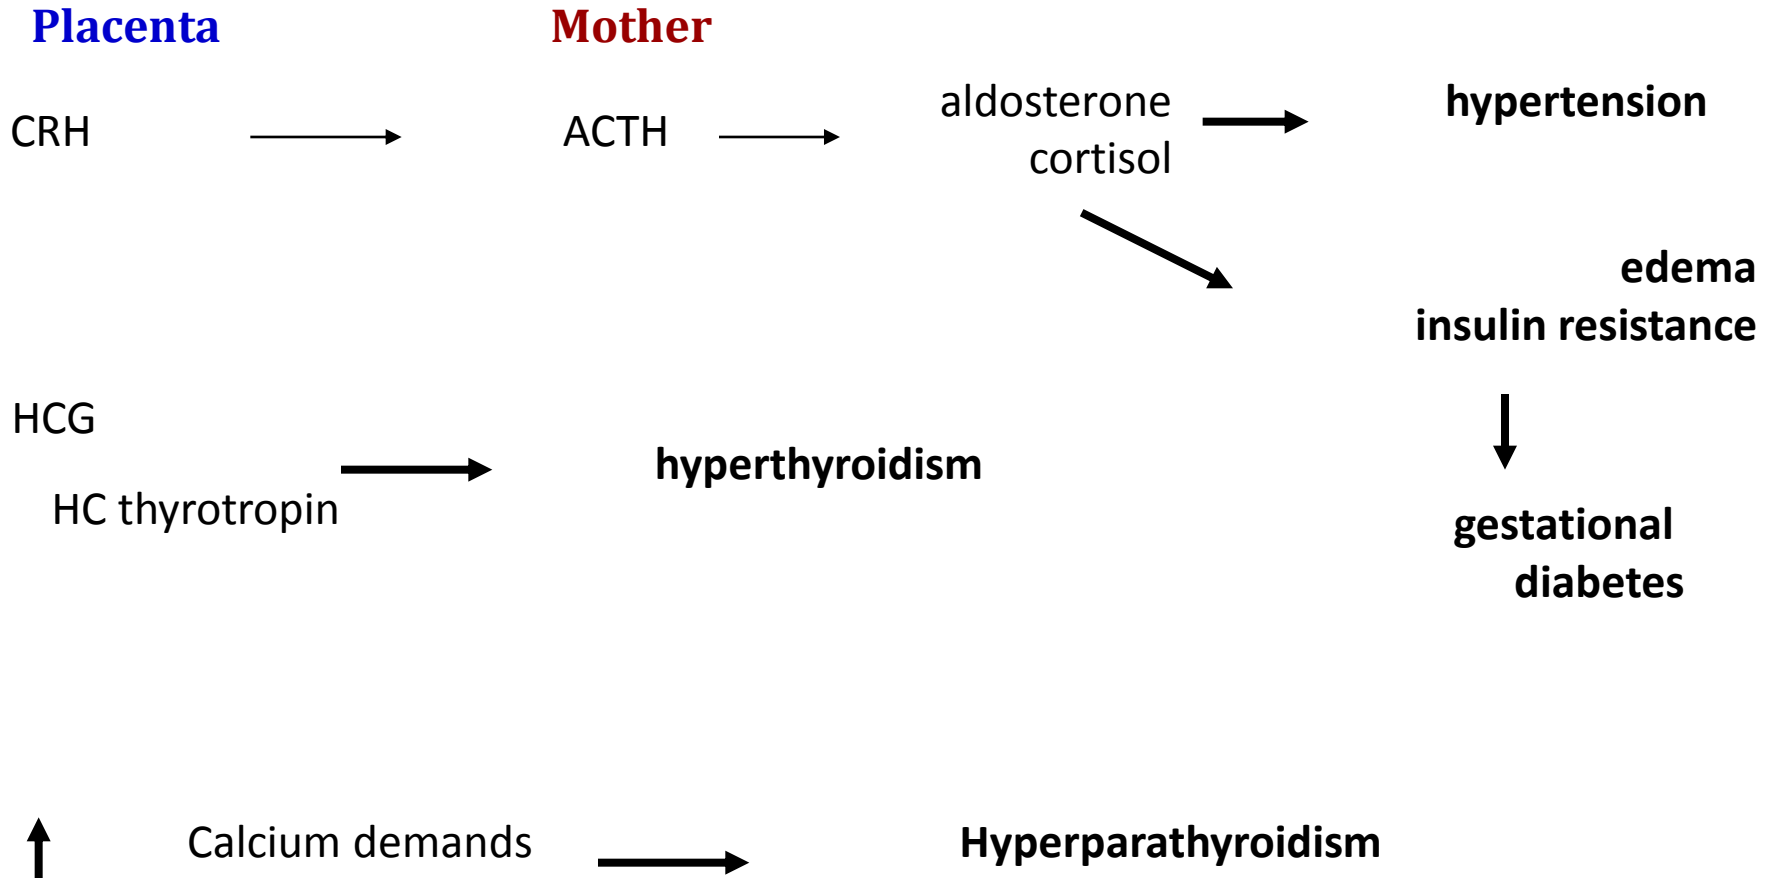 Placenta
Mother
CRH
ACTH
aldosterone
cortisol
hypertension
edema
insulin resistance
HCG
HC thyrotropin
hyperthyroidism
gestational
diabetes
Calcium demands
Hyperparathyroidism